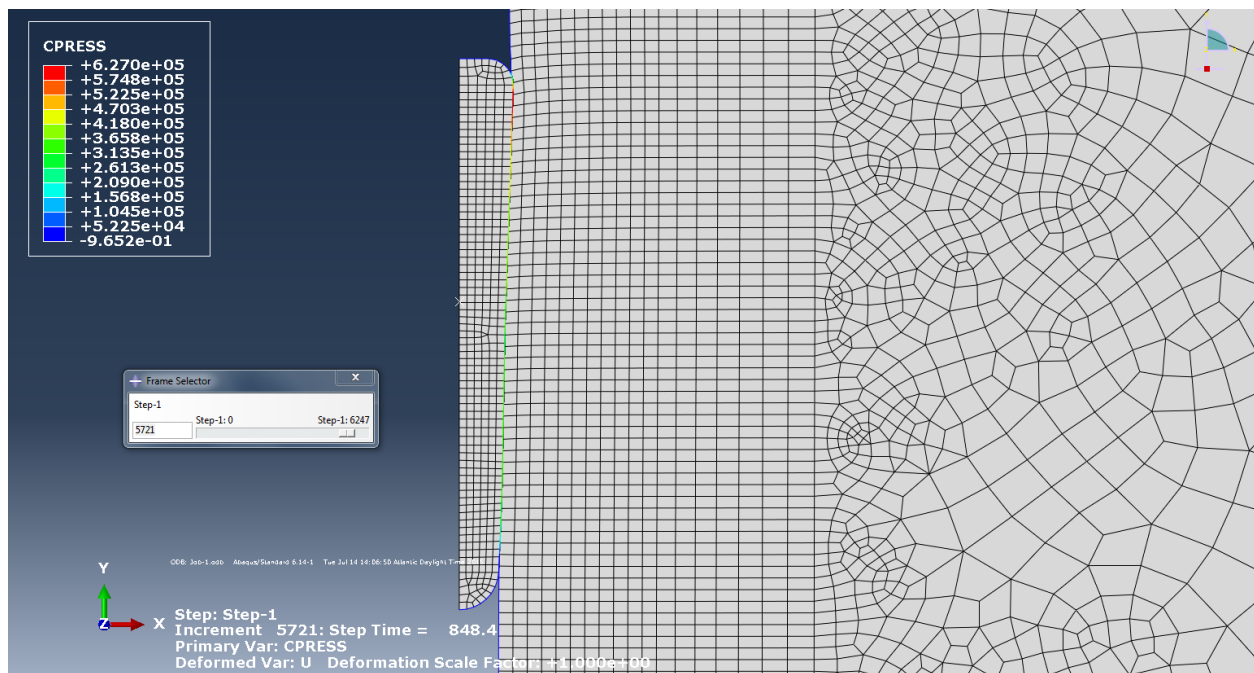 CPRESS
+6.270e+05
+5.748e+05
+5.225e+05
+4.703e+05
+4.180e+05
+3.658e+05
+3.135e+05
+2.613e+05
+2.090e+05
+1.568e+05
+1.045e+05
+5.225e+04
-9.652e-01
Frame Selector
Step-1
Step-1: 0 Step-1: 6247
5721
ODB: Job-1.odb Abaqus/Standard 6.14-1 Tue Jul 14 14:06:50 Atlantic Daylight
Y
Z X
Step: Step-1
Increment 5721: Step Time = 848.4
Primary Var: CPRESS
Deformed Var: U Deformation Scale Factor: +1.000e+00